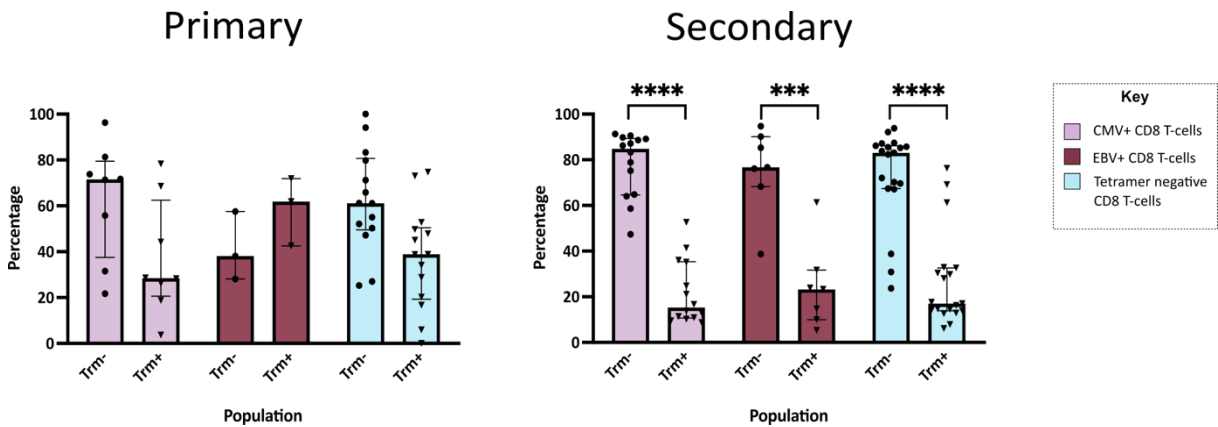 Primary
Secondary
Percentage
100
80
60
40
20
0
Trm-
Trm+
Trm-
Trm+
Trm-
Trm+
Population
Percentage
100
80
60
40
20
0
****
***
****
Trm-
Trm+
Trm-
Trm+
Trm-
Trm+
Population
Key
CMV+ CD8 T-cells
EBV+ CD8 T-cells
Tetramer negative
CD8 T-cells